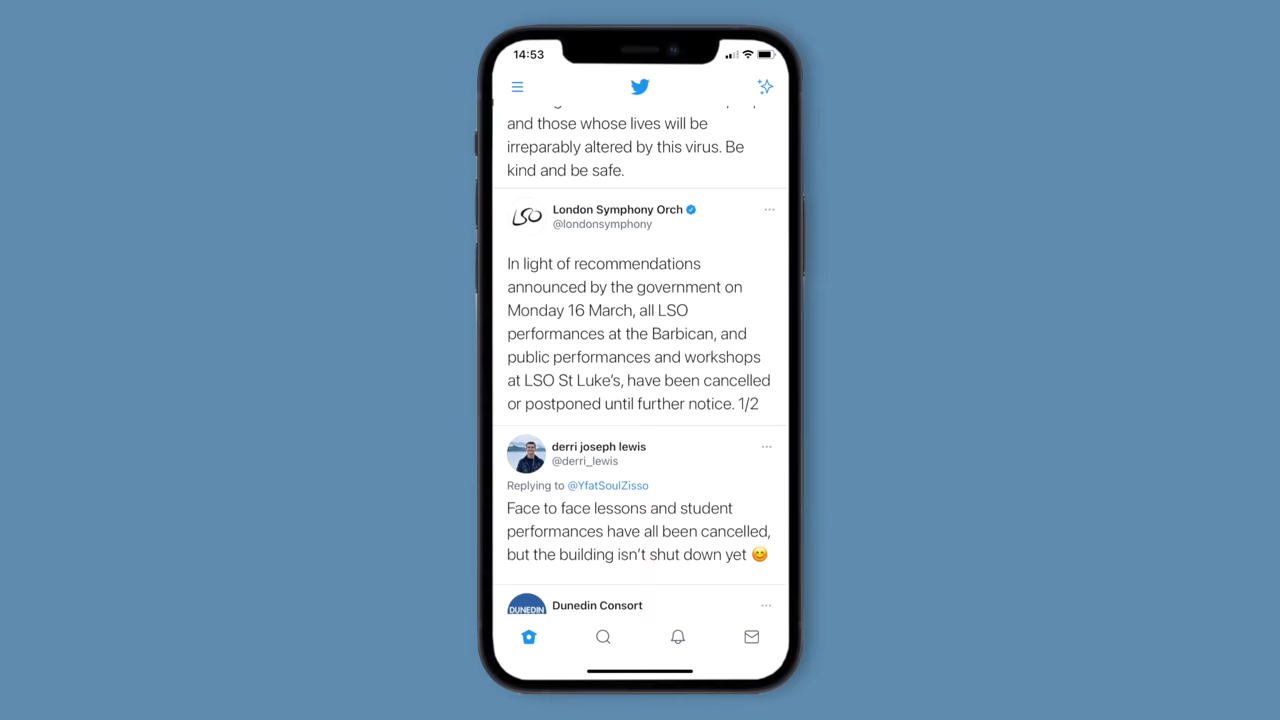 14:53
and those whose lives will be
irreparably altered by this virus. Be
kind and be safe.
LSO
London Symphony Orch
@londonsymphony
In light of recommendations
announced by the government on
Monday 16 March, all LSO
performances at the Barbican, and
public performances and workshops
at LSO St Luke’s, have been cancelled
or postponed until further notice. 1/2
derri joseph lewis
@derri_lewis
Replying to @YfatSoulZisso
Face to face lessons and student
performances have all been cancelled,
but the building isn’t shut down yet 😊
DUNEDIN
Dunedin Consort